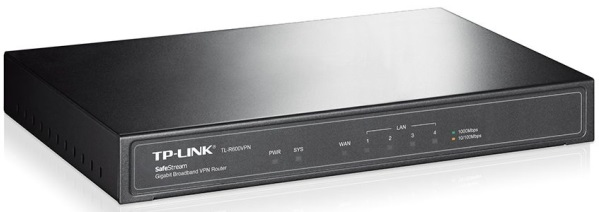 TP-LINK TL-R600VPN
SafeStream
Gigabit Broadband VPN Router
PWR SYS WAN LAN
1 2 3 4
1000Mbps
10/100Mbps